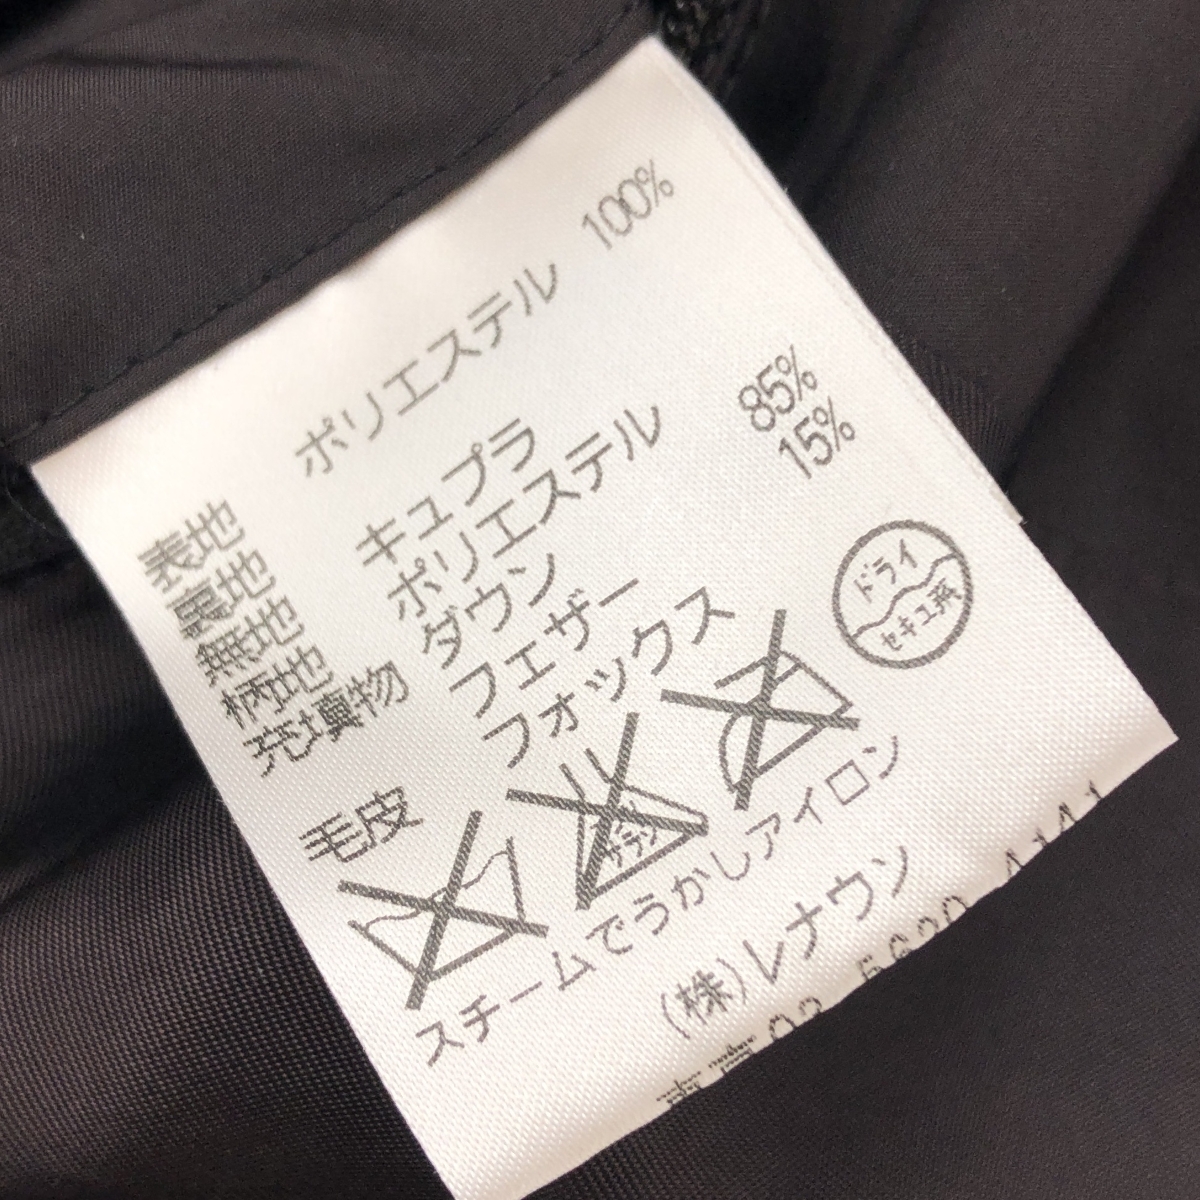 表地 ポリエステル 100%
裏地
無地 キュプラ
柄地 ポリエステル
充填物 ダウン 85%
フェザー 15%
毛皮 フォックス
ドライ
セキユ系
スチームでうかしアイロン
(株)レナウン